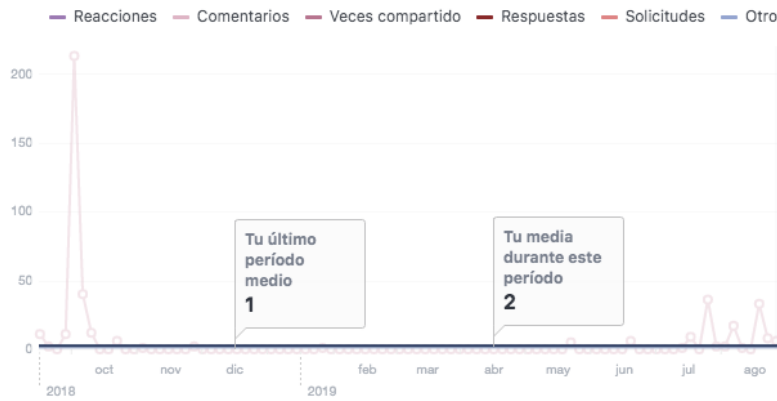 Reacciones Comentarios Veces compartido Respuestas Solicitudes Otro
200
150
100
50
0
Tu último
período
medio
1
Tu media
durante este
período
2
oct nov dic feb mar abr may jun jul ago
2018 2019